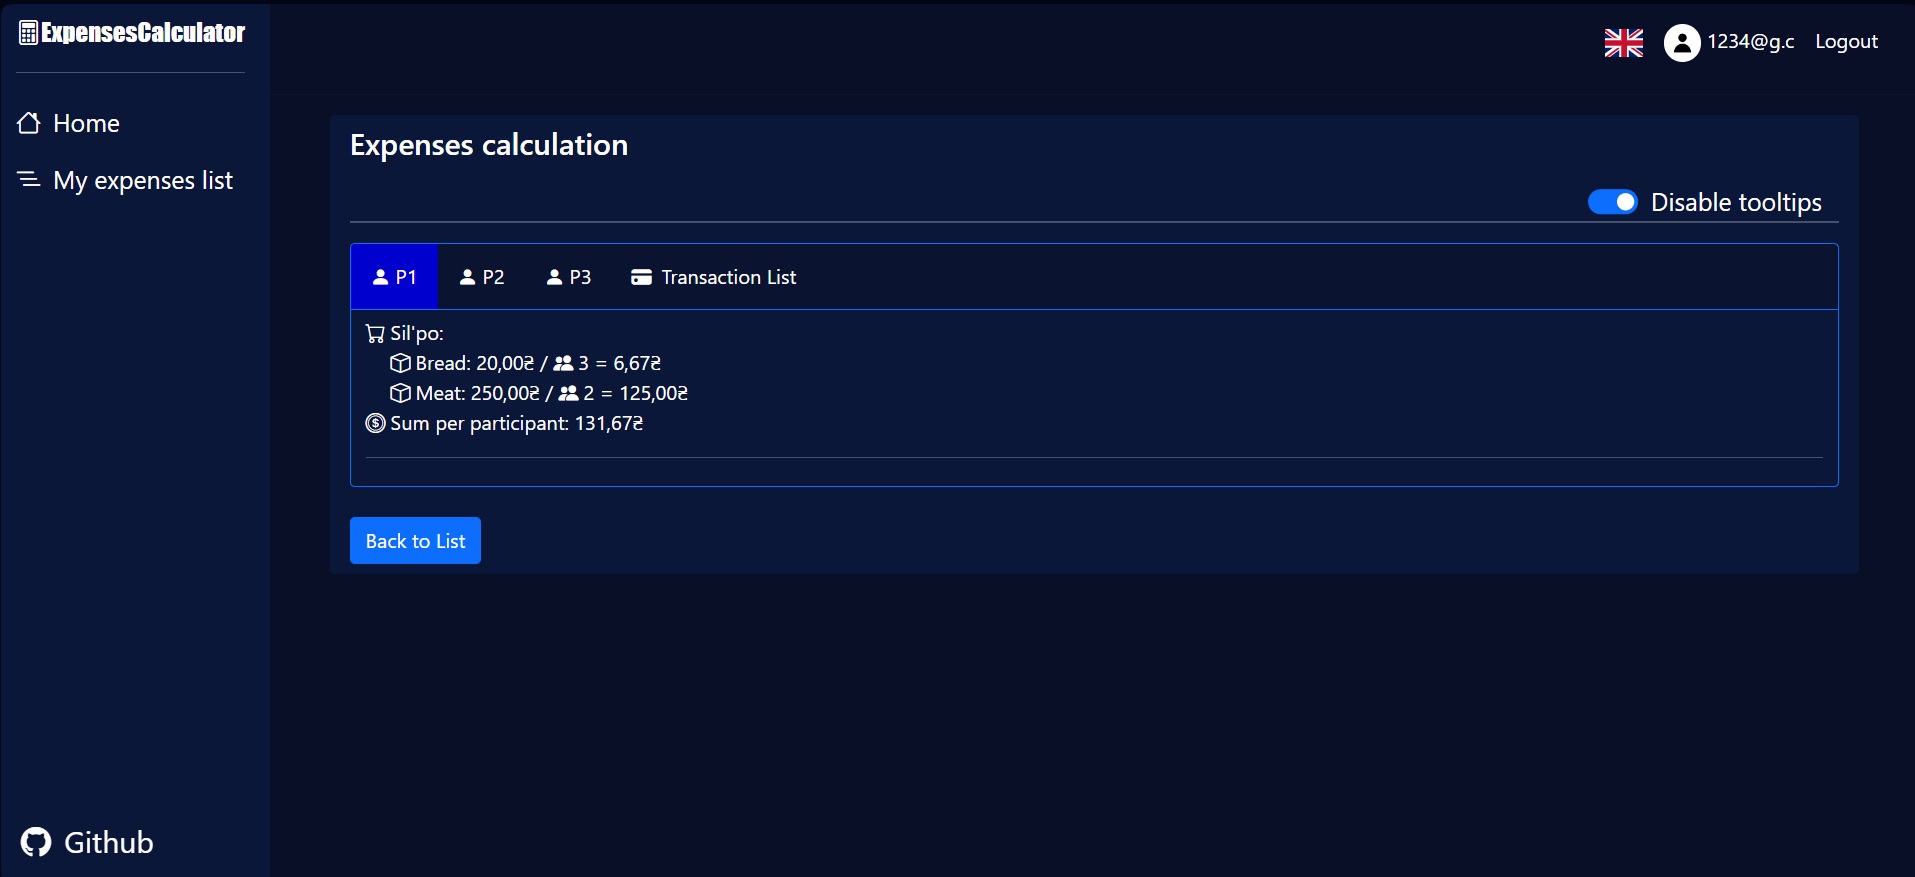 ExpensesCalculator
1234@g.c Logout
Home
My expenses list
Expenses calculation
Disable tooltips
P1 P2 P3 Transaction List
Sil'po:
Bread: 20,00₴ / 3 = 6,67₴
Meat: 250,00₴ / 2 = 125,00₴
Sum per participant: 131,67₴
Back to List
Github